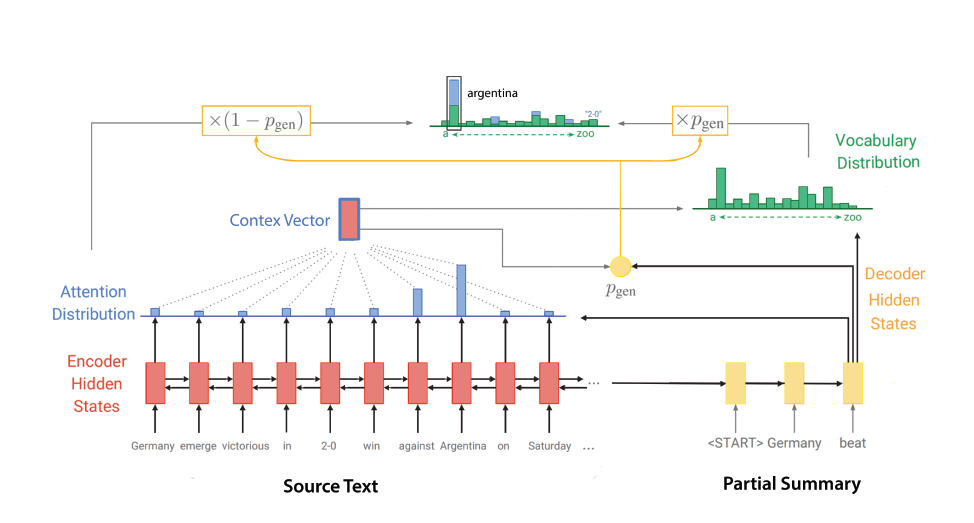 argentina
"2-0"
×(1 − p_gen)
×p_gen
a
zoo
Vocabulary
Distribution
Contex Vector
a
zoo
p_gen
Attention
Distribution
Decoder
Hidden
States
Encoder
Hidden
States
...
Germany emerge victorious in 2-0 win against Argentina on Saturday ...
<START> Germany beat
Source Text
Partial Summary